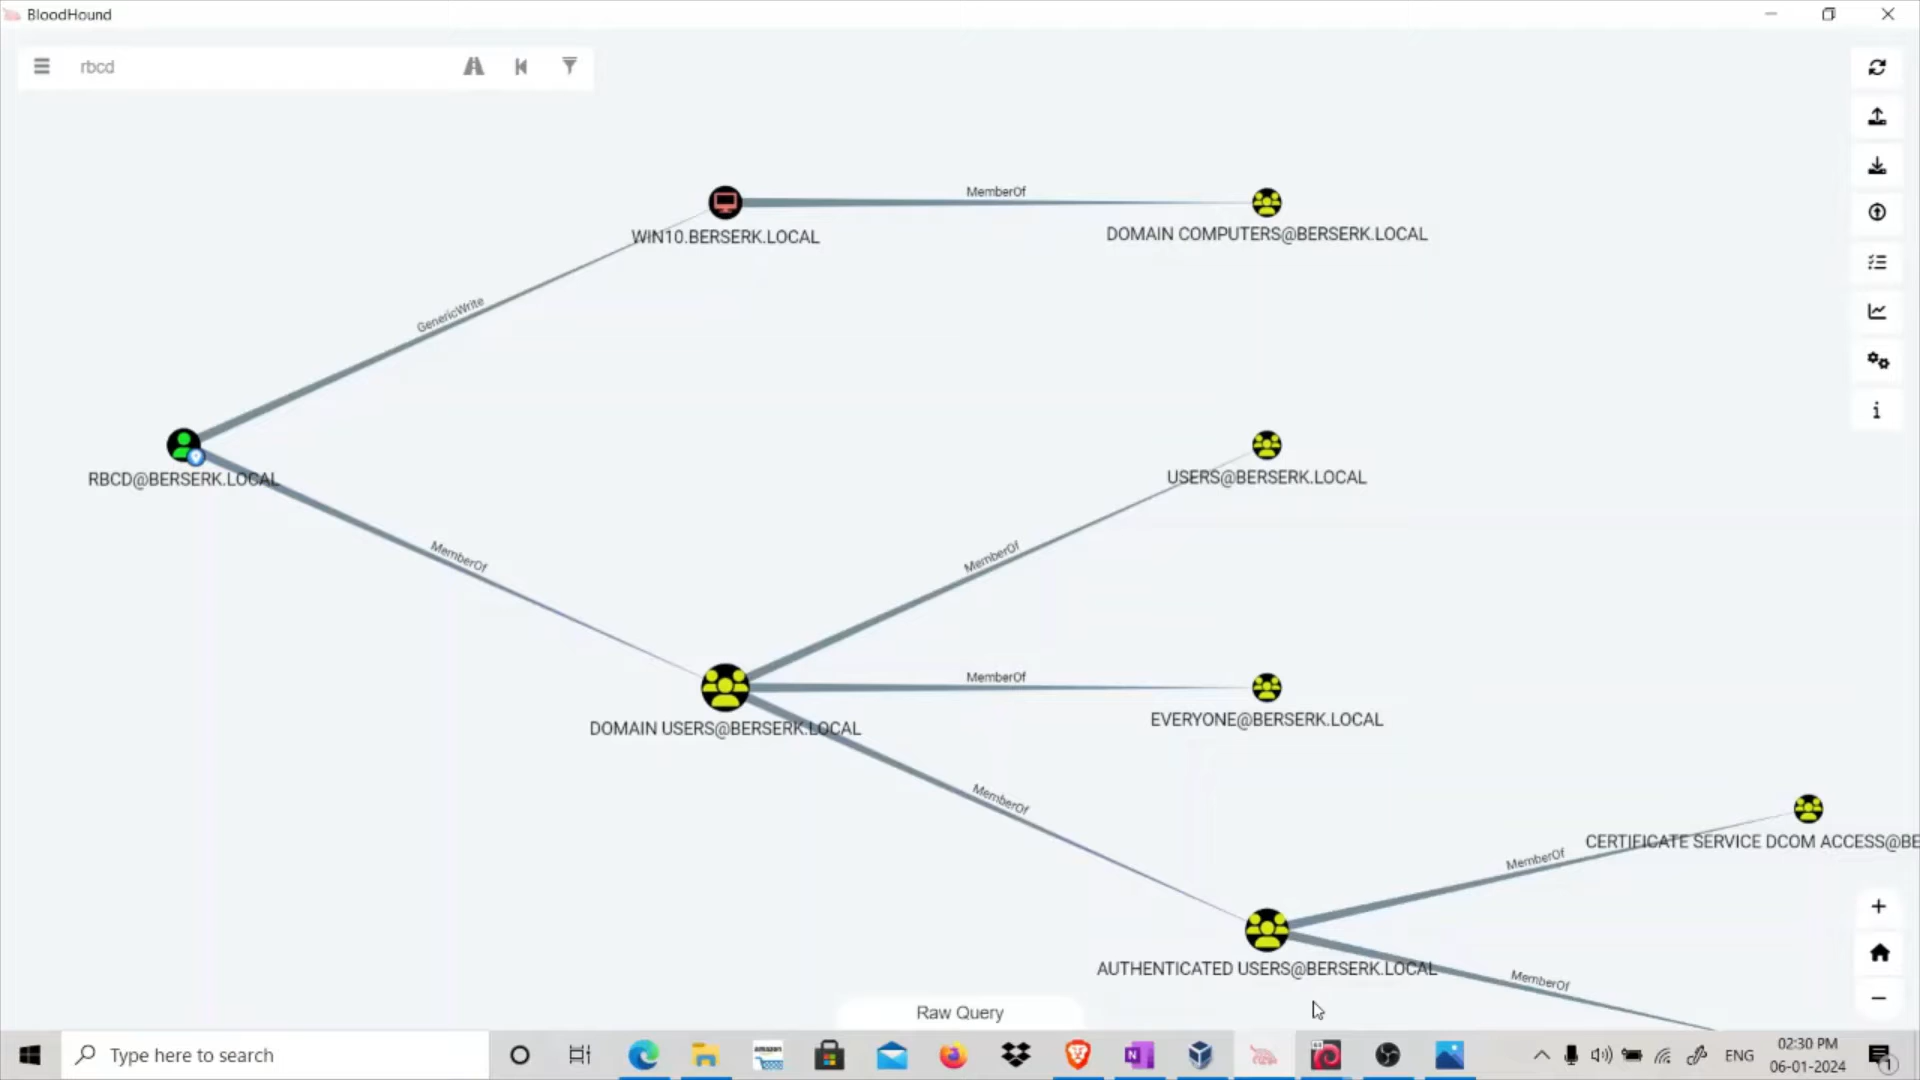 BloodHound
rbcd
MemberOf
WIN10.BERSERK.LOCAL
DOMAIN COMPUTERS@BERSERK.LOCAL
GenericWrite
RBCD@BERSERK.LOCAL
USERS@BERSERK.LOCAL
MemberOf
MemberOf
MemberOf
DOMAIN USERS@BERSERK.LOCAL
EVERYONE@BERSERK.LOCAL
MemberOf
CERTIFICATE SERVICE DCOM ACCESS@BE
MemberOf
AUTHENTICATED USERS@BERSERK.LOCAL
MemberOf
Raw Query
Type here to search
amazon
ENG
02:30 PM
06-01-2024
1